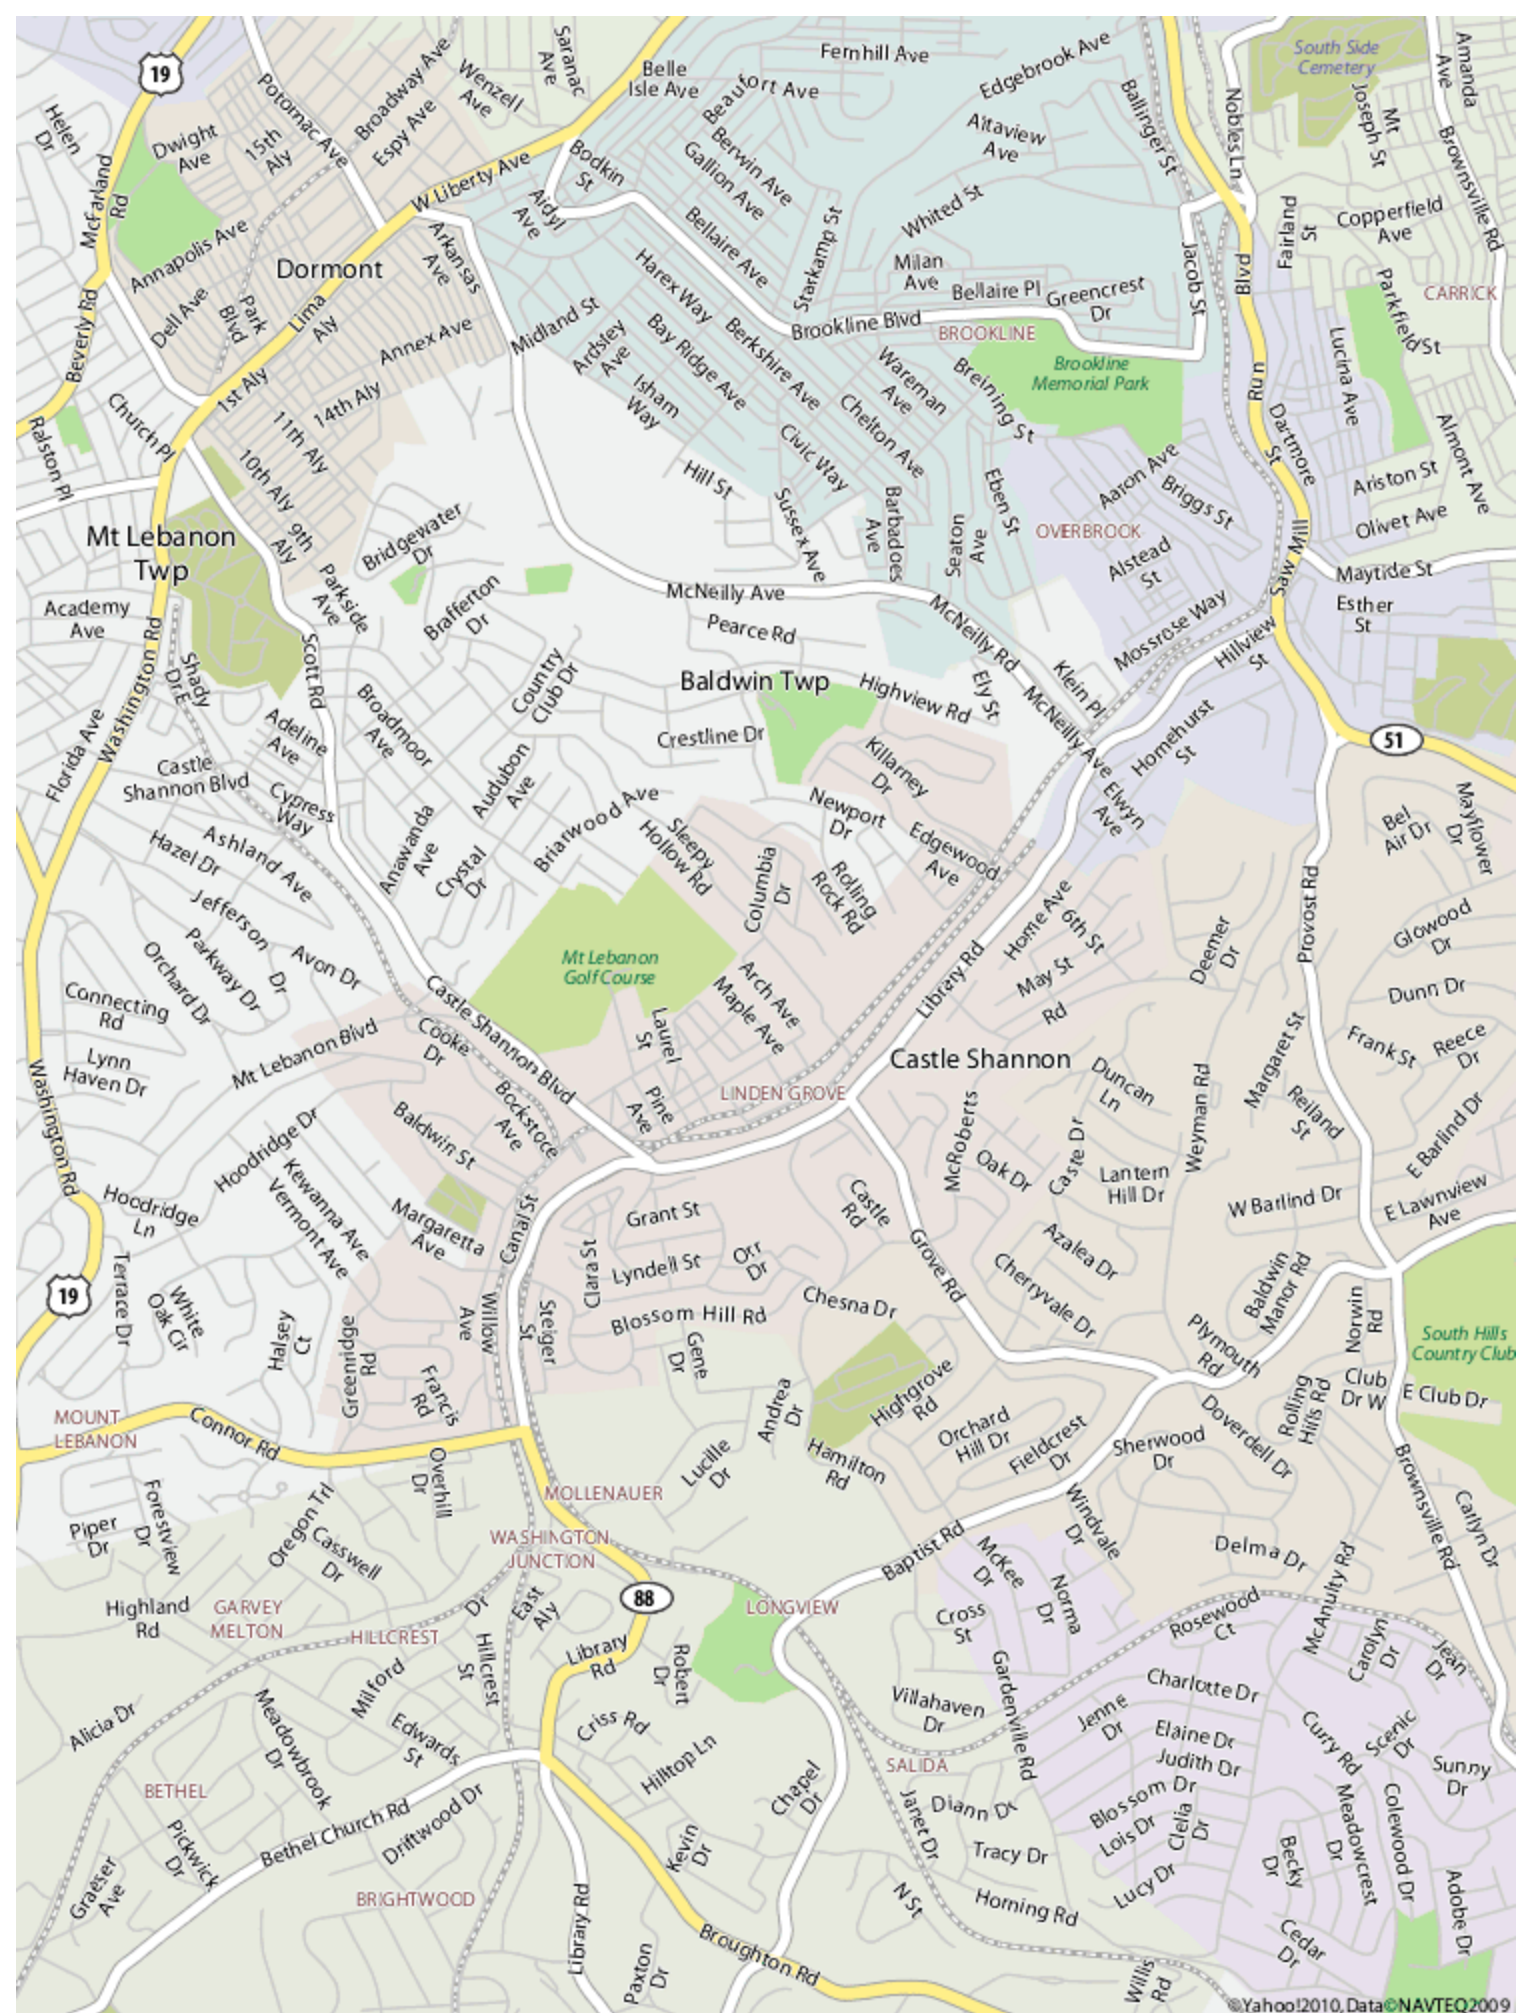 19
Helen
Dr
Dwight
Ave
15th
Aly
Potomac Ave
Broadway Ave
Espy Ave
Wenzell
Ave
Saranac
Ave
Belle
Isle Ave
Beaufort Ave
Fernhill Ave
Edgebrook Ave
Altaview
Ave
Ballinger St
Nobles Ln
South Side
Cemetery
Mt
Joseph St
Amanda
Ave
Brownsville Rd
McFarland
Rd
W Liberty Ave
Bodkin
St
Aidyl
Ave
Berwin Ave
Gallion Ave
Bellaire Ave
Starkamp St
Whited St
Milan
Ave
Bellaire Pl
Greencrest
Dr
Jacob St
Blvd
Fairland
St
Copperfield
Ave
CARRICK
Parkfield St
Annapolis Ave
Dormont
Arkansas
Ave
Harex Way
Dell Ave
Park
Blvd
Lima
Aly
Annex Ave
Midland St
Ardsley
Ave
Bay Ridge Ave
Berkshire Ave
Brookline Blvd
BROOKLINE
Brookline
Memorial Park
Beverly Rd
1st Aly
14th Aly
11th Aly
Isham
Way
Wareman
Ave
Breining St
Chelton Ave
Civic Way
Run
Lucina Ave
Dartmore
St
Almont Ave
Ralston Pl
Church Pl
10th Aly
9th
Aly
Hill St
Sussex Ave
Barbadoes
Ave
Seaton
Ave
Eben St
Aaron Ave
Briggs St
OVERBROOK
Alstead
St
Ariston St
Olivet Ave
Saw Mill
Maytide St
Esther
St
Mt Lebanon
Twp
Bridgewater
Dr
Academy
Ave
Parkside
Ave
Brafferton
Dr
McNeilly Ave
Pearce Rd
McNeilly Rd
Mossrose Way
Hillview
St
Washington Rd
Shady
Dr E
Scott Rd
Country
Club Dr
Baldwin Twp
Highview Rd
Ely St
Klein Pl
McNeilly Ave
Florida Ave
Adeline
Ave
Broadmoor
Ave
Crestline Dr
Killarney
Dr
Homehurst
St
51
Castle
Shannon Blvd
Cypress
Way
Audubon
Ave
Newport
Dr
Elwyn
Ave
Bel
Air Dr
Mayflower
Dr
Ashland Ave
Hazel Dr
Anawanda
Ave
Crystal
Dr
Briarwood Ave
Sleepy
Hollow Rd
Columbia
Dr
Rolling
Rock Rd
Edgewood
Ave
Provost Rd
Jefferson
Dr
Parkway Dr
Orchard Dr
Avon Dr
Mt Lebanon
Golf Course
Home Ave
6th St
Deemer
Dr
Glowood
Dr
Connecting
Rd
Castle Shannon Blvd
Arch Ave
Maple Ave
Library Rd
May St
Rd
Dunn Dr
Lynn
Haven Dr
Mt Lebanon Blvd
Cooke
Dr
Laurel
St
Castle Shannon
Margaret St
Frank St
Reece
Dr
Washington Rd
Bockstoce
Ave
Pine
Ave
LINDEN GROVE
Duncan
Ln
Weyman Rd
Reiland
St
Hoodridge Dr
Baldwin St
McRoberts
Oak Dr
Caste Dr
Lantern
Hill Dr
E Barlind Dr
Hoodridge
Ln
Kewanna Ave
Vermont Ave
Margaretta
Ave
Canal St
Grant St
Castle
Rd
W Barlind Dr
E Lawnview
Ave
19
Terrace Dr
White
Oak Cir
Clara St
Lyndell St
Orr
Dr
Grove Rd
Azalea Dr
Cherryvale Dr
Baldwin
Manor Rd
Halsey
Ct
Greenridge
Rd
Willow
Ave
Steiger
St
Blossom Hill Rd
Chesna Dr
Norwin
Rd
South Hills
Country Club
Gene
Dr
Plymouth
Rd
Francis
Rd
Andrea
Dr
Highgrove
Rd
Club
Dr W
E Club Dr
MOUNT
LEBANON
Connor Rd
Orchard
Hill Dr
Fieldcrest
Dr
Sherwood
Dr
Doverdell Dr
Rolling
Hills Rd
Overhill
Dr
Lucille
Dr
Hamilton
Rd
Brownsville Rd
Piper
Dr
Forestview
Dr
Oregon Trl
Casswell
Dr
MOLLENAUER
WASHINGTON
JUNCTION
Windvale
Dr
Baptist Rd
McKee
Dr
Delma Dr
Carlyn Dr
Highland
Rd
GARVEY
MELTON
HILLCREST
Dr
East
Aly
88
LONGVIEW
Cross
St
Norma
Dr
Rosewood
Ct
McAnulty Rd
Carolyn
Dr
Jean
Dr
Alicia Dr
Milford
Hillcrest
St
Library
Rd
Robert
Dr
Villahaven
Dr
Gardenville Rd
Charlotte Dr
Jenne
Dr
Meadowbrook
Dr
Edwards
St
Criss Rd
Hilltop Ln
Elaine Dr
Judith Dr
Curry Rd
Scenic
Dr
Sunny
Dr
BETHEL
SALIDA
Chapel
Dr
Janet Dr
Diann Dr
Blossom Dr
Lois Dr
Clelia
Dr
Meadowcrest
Dr
Colewood Dr
Pickwick
Dr
Bethel Church Rd
Driftwood Dr
Kevin
Dr
Tracy Dr
Lucy Dr
Becky
Dr
Adobe Dr
Graeser
Ave
BRIGHTWOOD
N St
Horning Rd
Library Rd
Paxton
Dr
Broughton Rd
Cedar
Dr
Willis
Rd
©Yahoo!2010, Data©NAVTEQ2009